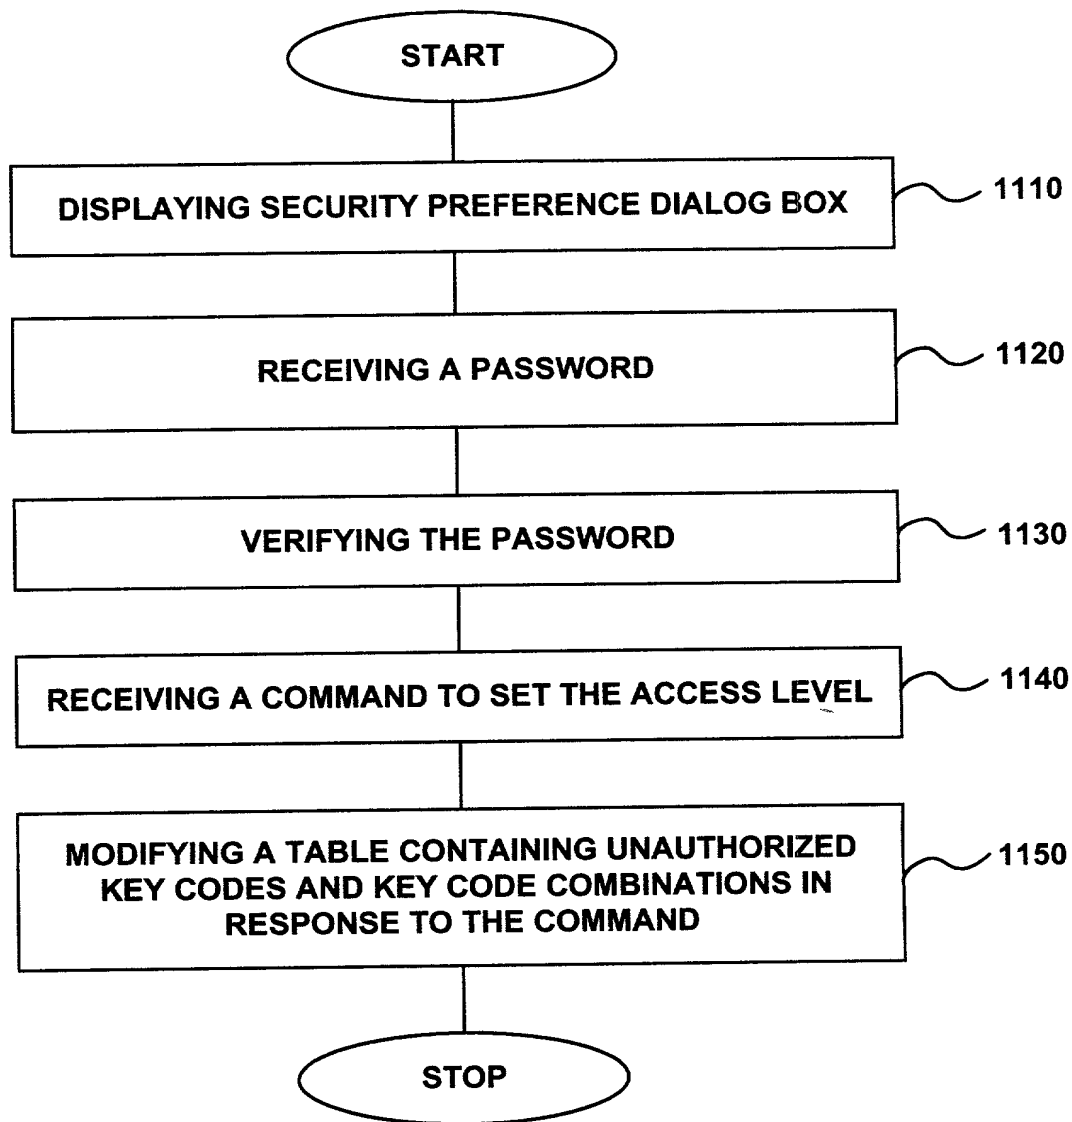 START
DISPLAYING SECURITY PREFERENCE DIALOG BOX
1110
RECEIVING A PASSWORD
1120
VERIFYING THE PASSWORD
1130
RECEIVING A COMMAND TO SET THE ACCESS LEVEL
1140
MODIFYING A TABLE CONTAINING UNAUTHORIZED
KEY CODES AND KEY CODE COMBINATIONS IN
RESPONSE TO THE COMMAND
1150
STOP